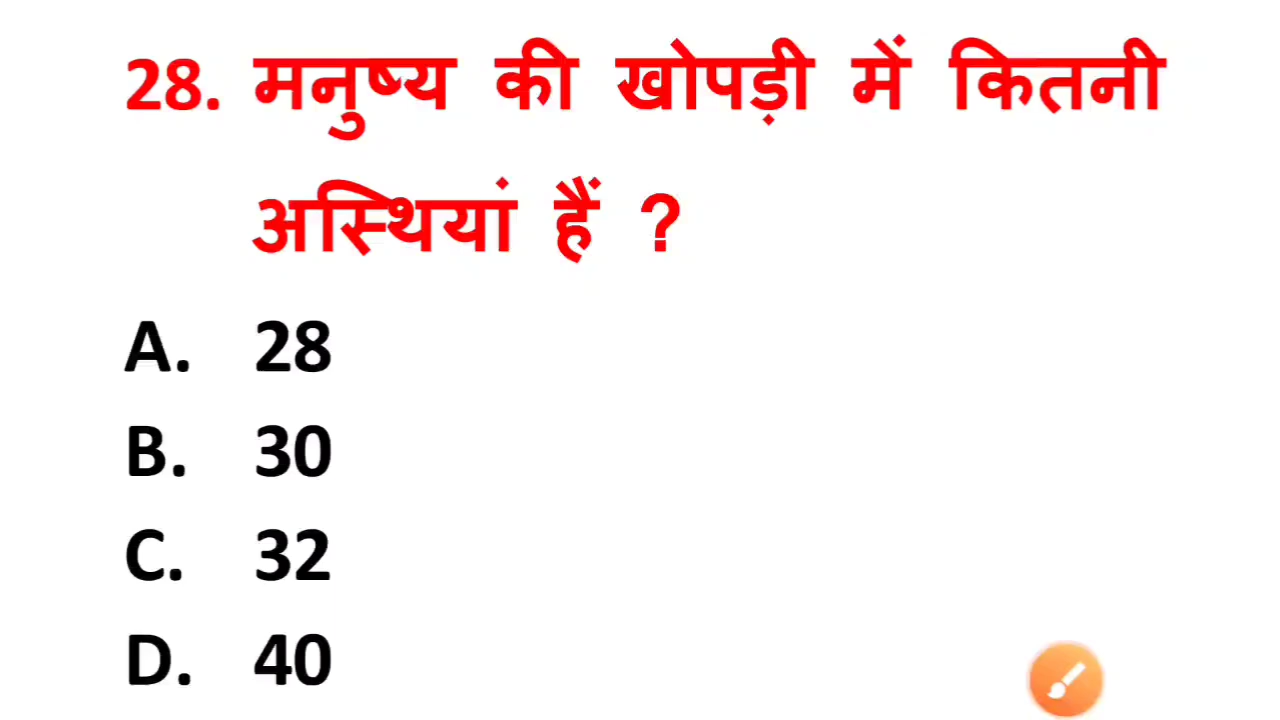 28. मनुष्य की खोपड़ी में कितनी
अस्थियां हैं ?
A. 28
B. 30
C. 32
D. 40